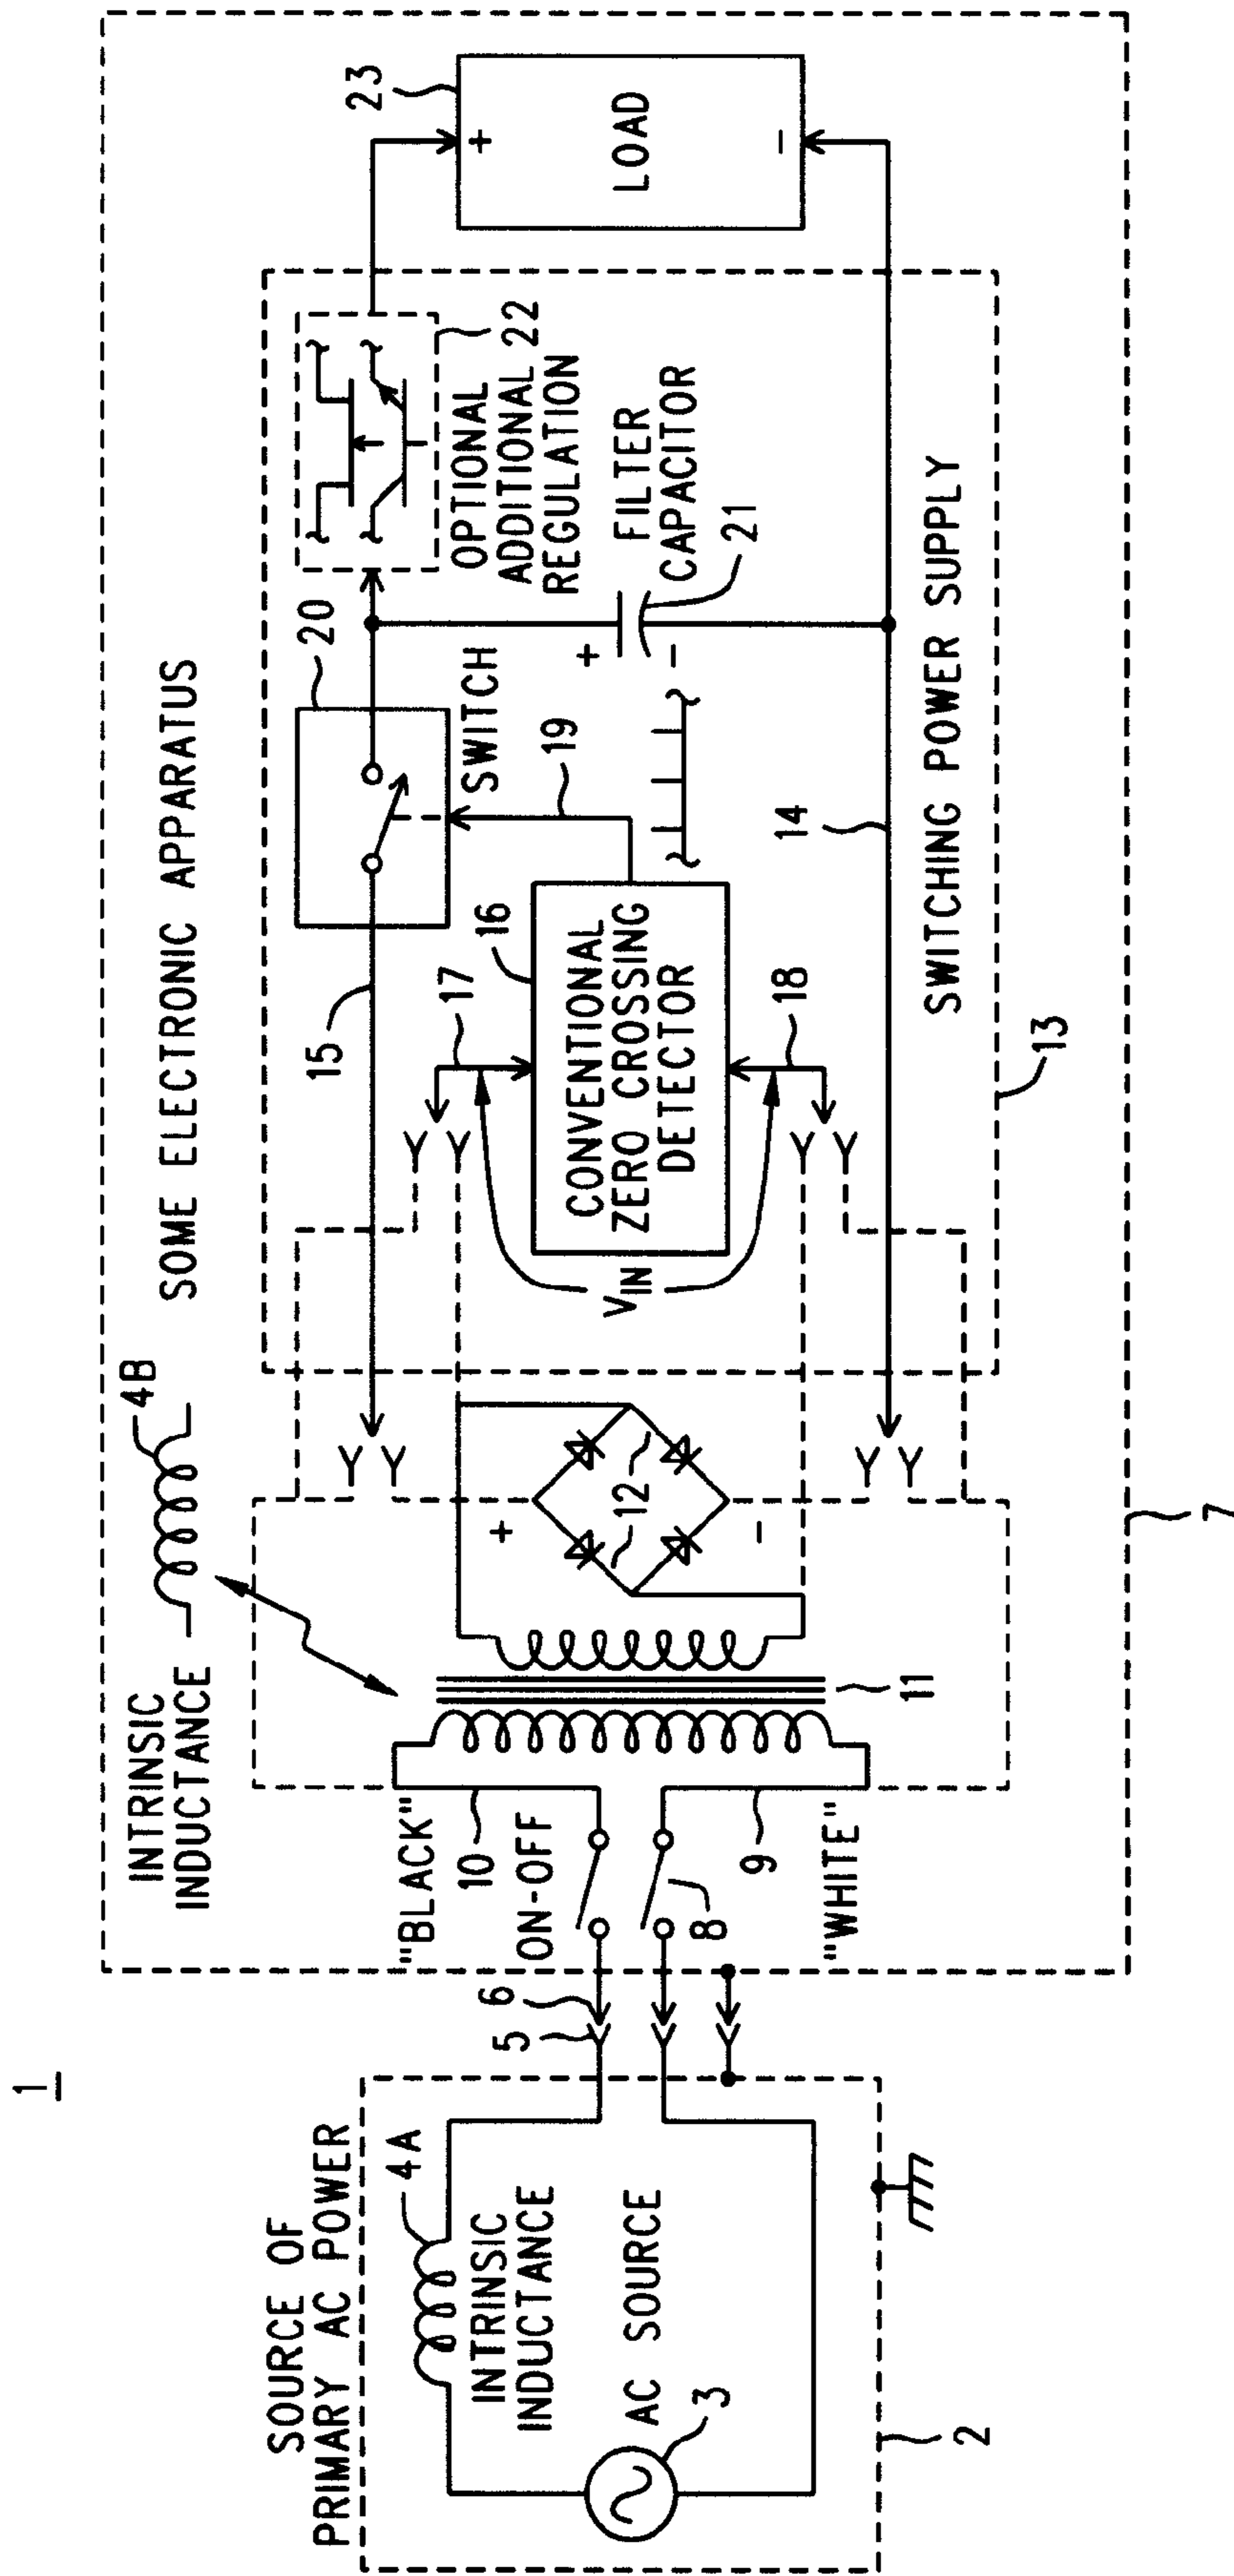 1
SOURCE OF
PRIMARY AC POWER
4A
INTRINSIC
INDUCTANCE
AC SOURCE
3
2
5
6
"BLACK"
10
ON-OFF
8
9
"WHITE"
INTRINSIC
INDUCTANCE
4B
11
+
12
−
7
SOME ELECTRONIC APPARATUS
15
17
VIN
16
CONVENTIONAL
ZERO CROSSING
DETECTOR
18
14
13
20
SWITCH
19
+
−
21
FILTER
CAPACITOR
OPTIONAL
ADDITIONAL
REGULATION
22
SWITCHING POWER SUPPLY
23
+
LOAD
−